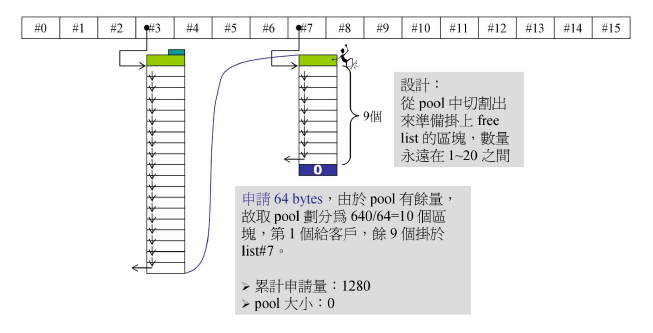 #0 #1 #2 #3 #4 #5 #6 #7 #8 #9 #10 #11 #12 #13 #14 #15
設計：
從 pool 中切割出
來準備掛上 free
list 的區塊，數量
永遠在 1~20 之間
9個
0
申請 64 bytes，由於 pool 有餘量，
故取 pool 劃分爲 640/64=10 個區
塊，第 1 個給客戶，餘 9 個掛於
list#7。
➢ 累計申請量：1280
➢ pool 大小：0